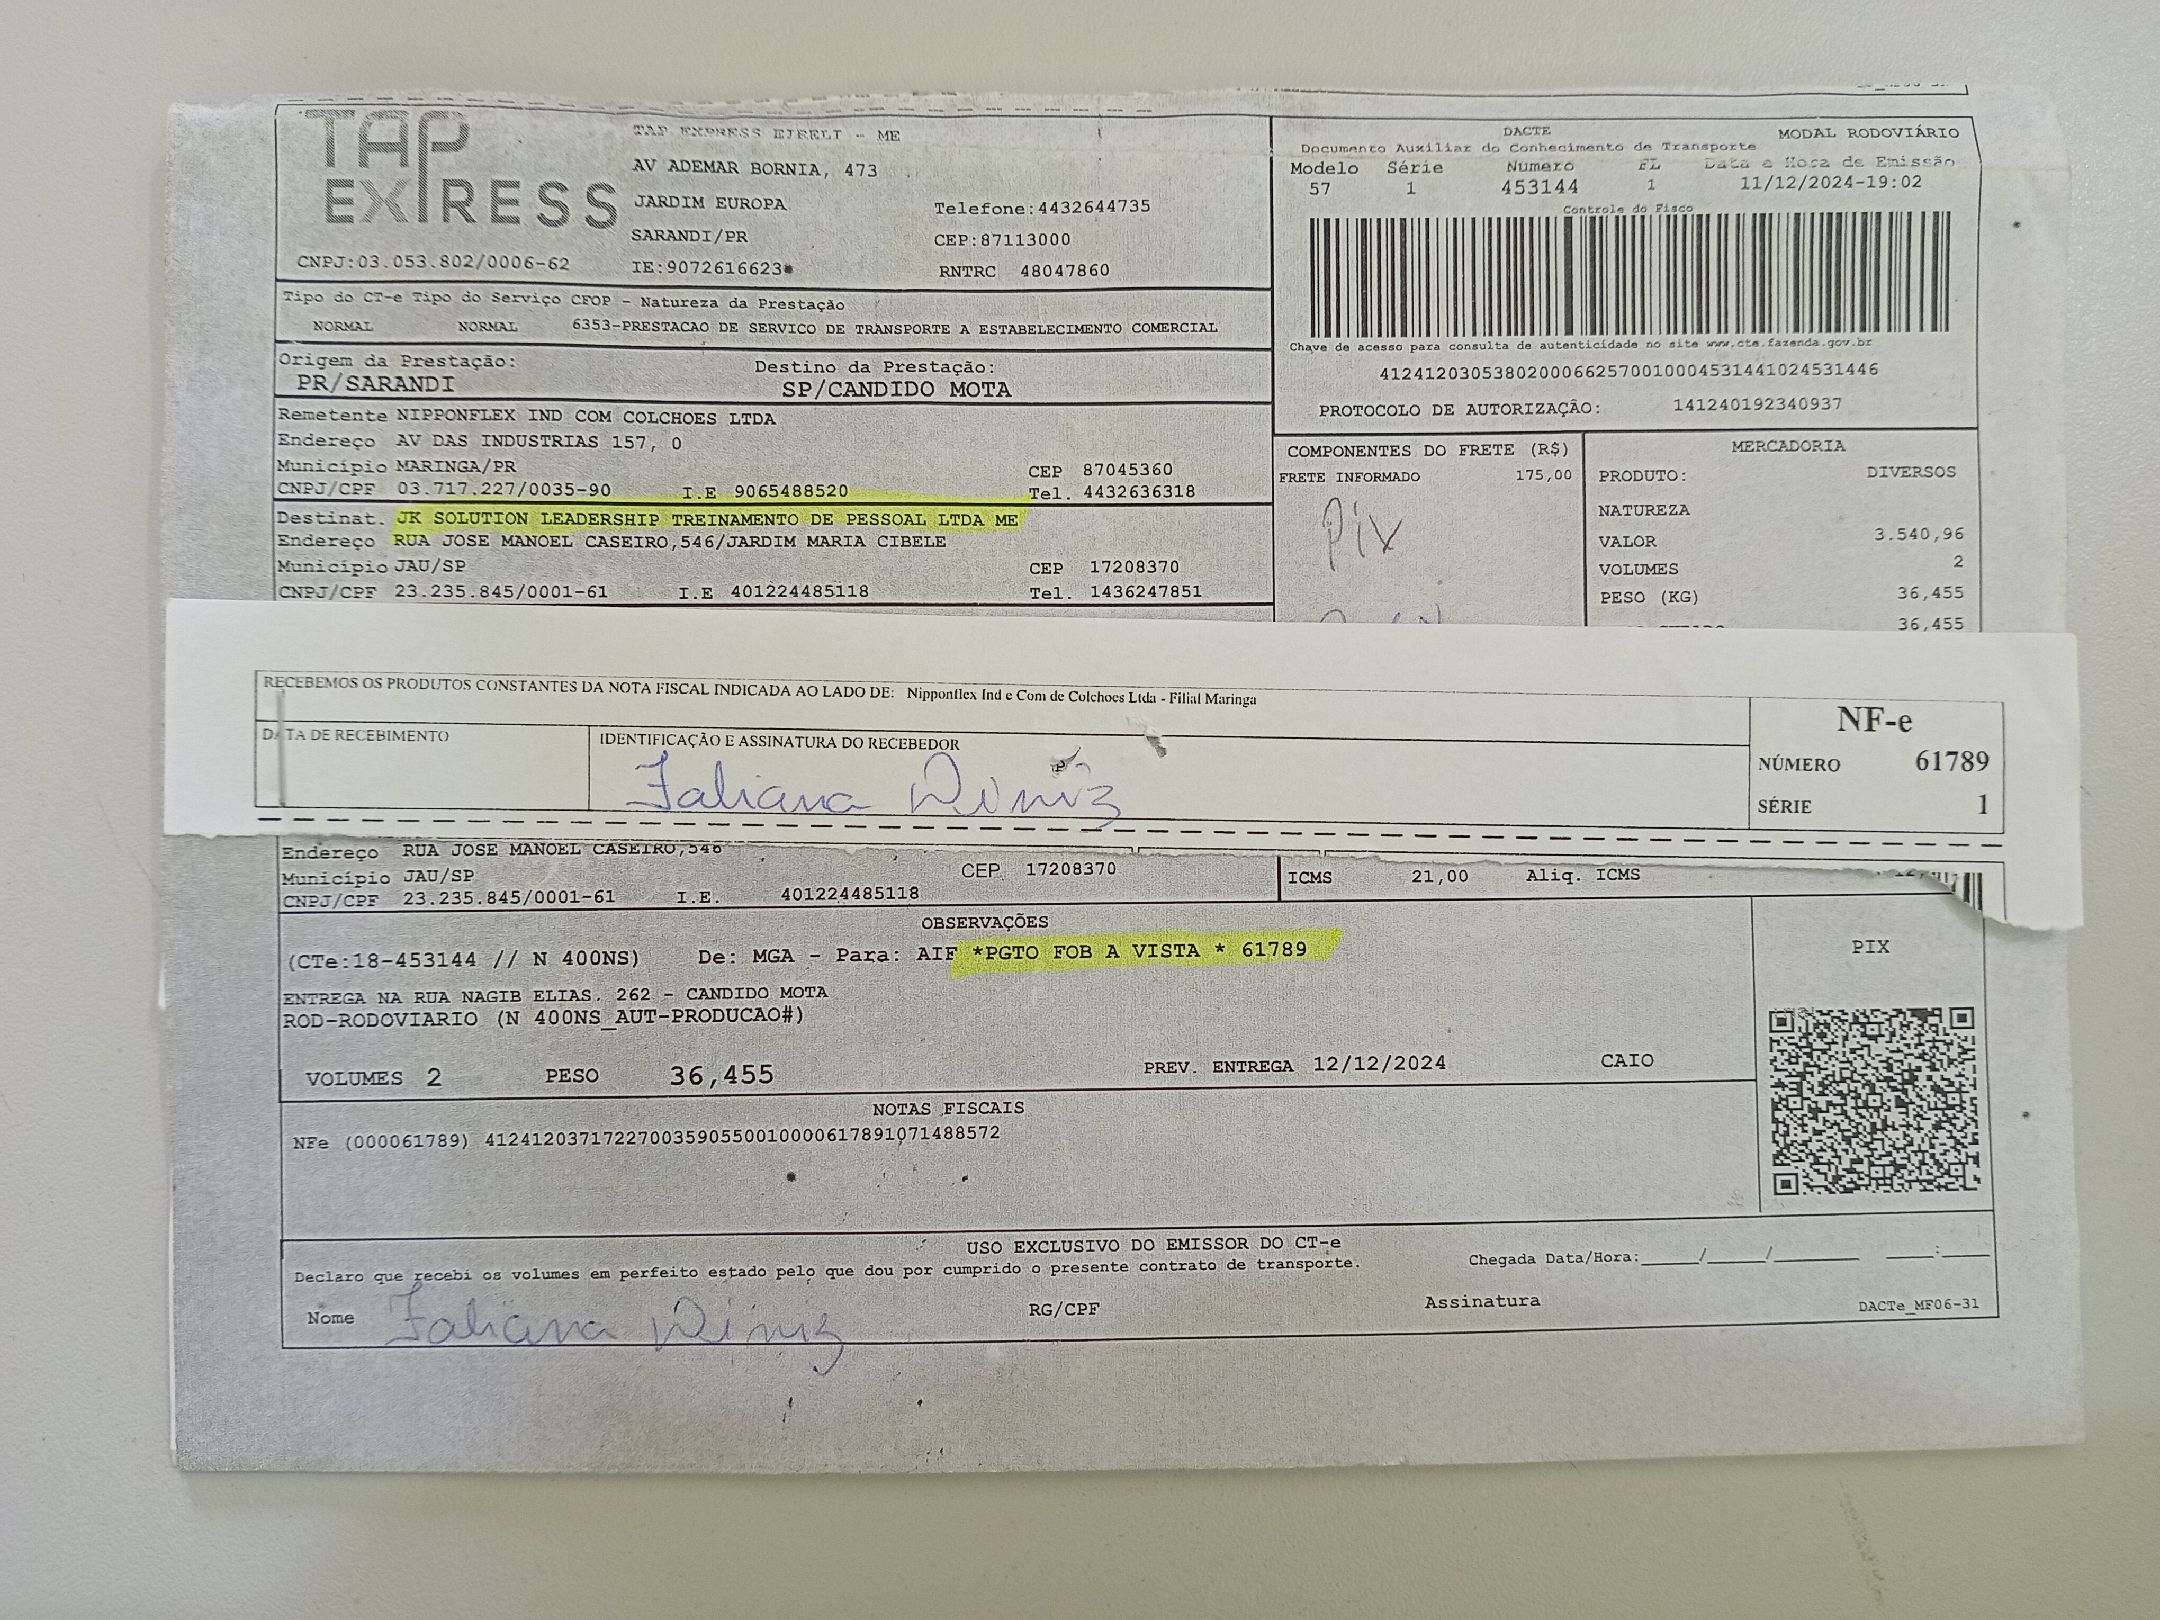 TAP EXPRESS
TAP EXPRESS EIRELI - ME
AV ADEMAR BORNIA, 473
JARDIM EUROPA
Telefone:4432644735
SARANDI/PR
CEP:87113000
CNPJ:03.053.802/0006-62
IE:9072616623
RNTRC 48047860
DACTE
MODAL RODOVIÁRIO
Documento Auxiliar do Conhecimento de Transporte
Modelo Série Numero FL Data e Hora de Emissão
57 1 453144 1 11/12/2024-19:02
Controle do Fisco
Chave de acesso para consulta de autenticidade no site www.cte.fazenda.gov.br
41241203053802000662570010004531441024531446
PROTOCOLO DE AUTORIZAÇÃO: 141240192340937
Tipo do CT-e Tipo do Serviço CFOP - Natureza da Prestação
NORMAL NORMAL 6353-PRESTACAO DE SERVICO DE TRANSPORTE A ESTABELECIMENTO COMERCIAL
Origem da Prestação: Destino da Prestação:
PR/SARANDI SP/CANDIDO MOTA
Remetente NIPPONFLEX IND COM COLCHOES LTDA
Endereço AV DAS INDUSTRIAS 157, 0
Município MARINGA/PR CEP 87045360
CNPJ/CPF 03.717.227/0035-90 I.E 9065488520 Tel. 4432636318
Destinat. JK SOLUTION LEADERSHIP TREINAMENTO DE PESSOAL LTDA ME
Endereço RUA JOSE MANOEL CASEIRO,546/JARDIM MARIA CIBELE
Município JAU/SP CEP 17208370
CNPJ/CPF 23.235.845/0001-61 I.E 401224485118 Tel. 1436247851
COMPONENTES DO FRETE (R$)
FRETE INFORMADO 175,00
Pix
MERCADORIA
PRODUTO: DIVERSOS
NATUREZA
VALOR 3.540,96
VOLUMES 2
PESO (KG) 36,455
36,455
RECEBEMOS OS PRODUTOS CONSTANTES DA NOTA FISCAL INDICADA AO LADO DE: Nipponflex Ind e Com de Colchoes Ltda - Filial Maringa
DATA DE RECEBIMENTO
IDENTIFICAÇÃO E ASSINATURA DO RECEBEDOR
Fabiana Diniz
NF-e
NÚMERO 61789
SÉRIE 1
Endereço RUA JOSE MANOEL CASEIRO,546
Município JAU/SP CEP 17208370
CNPJ/CPF 23.235.845/0001-61 I.E. 401224485118
ICMS 21,00 Aliq. ICMS
OBSERVAÇÕES
(CTe:18-453144 // N 400NS) De: MGA - Para: AIF *PGTO FOB A VISTA * 61789
ENTREGA NA RUA NAGIB ELIAS. 262 - CANDIDO MOTA
ROD-RODOVIARIO (N 400NS_AUT-PRODUCAO#)
VOLUMES 2 PESO 36,455 PREV. ENTREGA 12/12/2024 CAIO
PIX
NOTAS FISCAIS
NFe (000061789) 41241203717227003590550010000617891071488572
USO EXCLUSIVO DO EMISSOR DO CT-e
Declaro que recebi os volumes em perfeito estado pelo que dou por cumprido o presente contrato de transporte.
Chegada Data/Hora:____/____/______ ____:____
Nome Fabiana Diniz RG/CPF Assinatura
DACTe_MF06-31